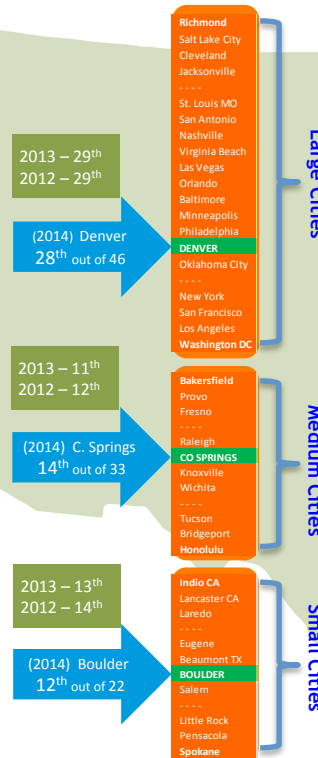 Richmond
Salt Lake City
Cleveland
Jacksonville
- - - -
St. Louis MO
San Antonio
Nashville
Virginia Beach
Las Vegas
Orlando
Baltimore
Minneapolis
Philadelphia
DENVER
Oklahoma City
- - - -
New York
San Francisco
Los Angeles
Washington DC
Large Cities
2013 – 29th
2012 – 29th
(2014) Denver
28th out of 46
Bakersfield
Provo
Fresno
- - - -
Raleigh
CO SPRINGS
Knoxville
Wichita
- - - -
Tucson
Bridgeport
Honolulu
Medium Cities
2013 – 11th
2012 – 12th
(2014) C. Springs
14th out of 33
Indio CA
Lancaster CA
Laredo
- - - -
Eugene
Beaumont TX
BOULDER
Salem
- - - -
Little Rock
Pensacola
Spokane
Small Cities
2013 – 13th
2012 – 14th
(2014) Boulder
12th out of 22